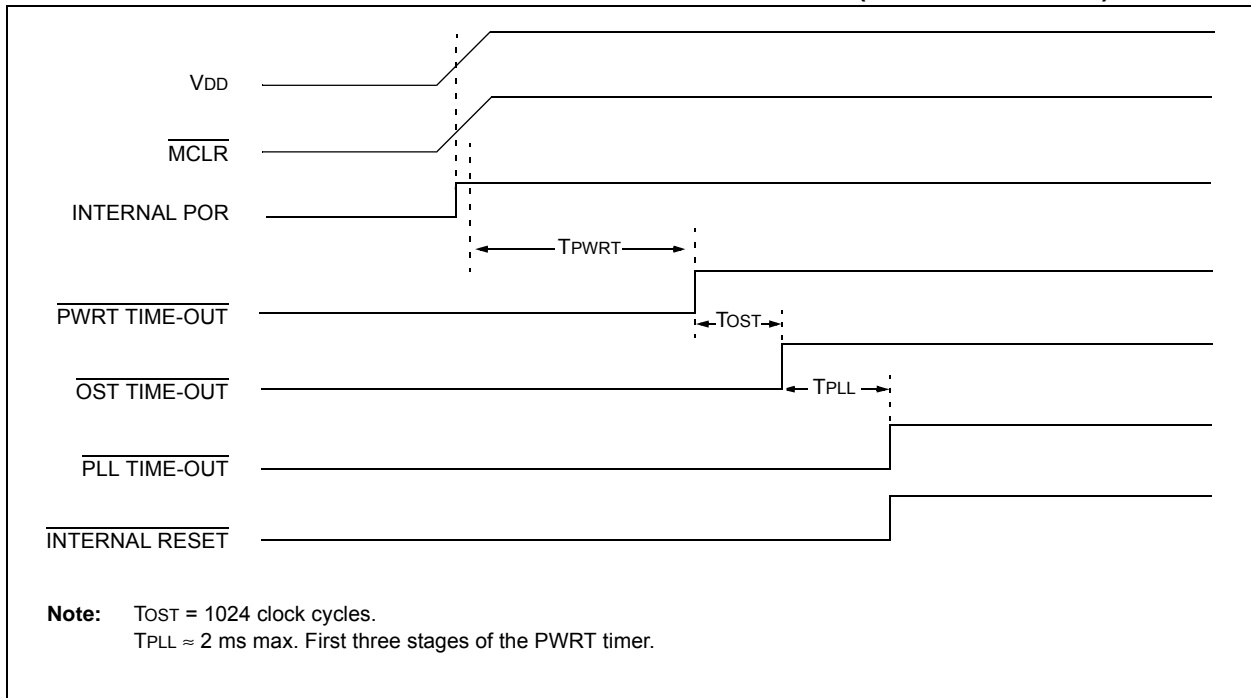 VDD
MCLR
INTERNAL POR
TPWRT
PWRT TIME-OUT
TOST
OST TIME-OUT
TPLL
PLL TIME-OUT
INTERNAL RESET
Note: TOST = 1024 clock cycles.
TPLL ≈ 2 ms max. First three stages of the PWRT timer.